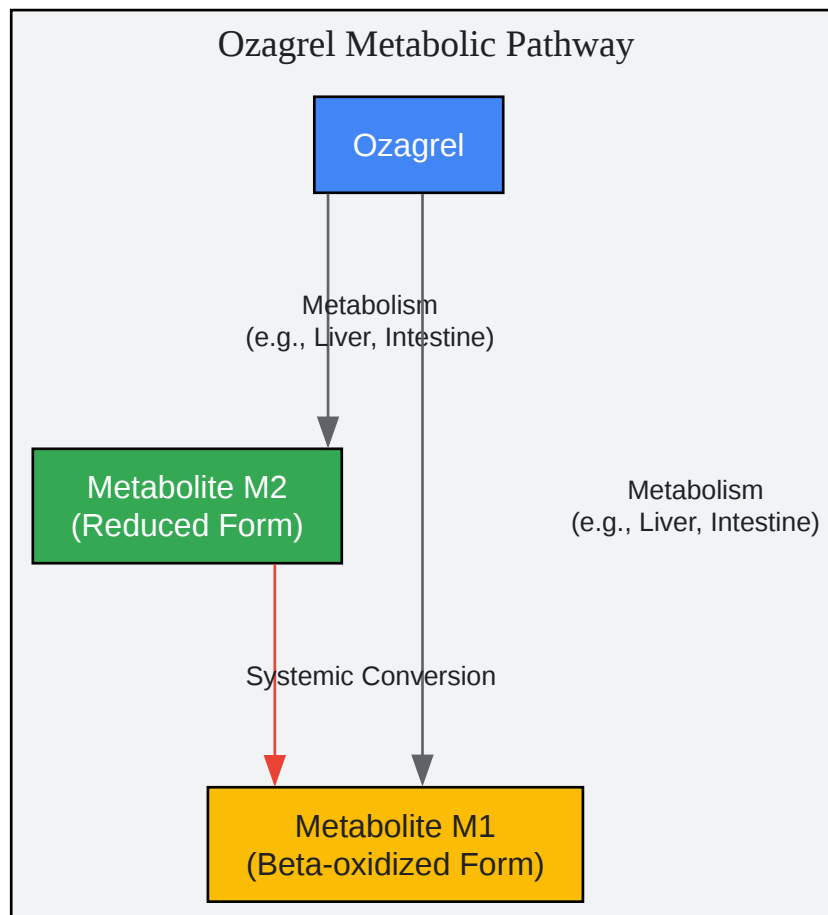 Ozagrel Metabolic Pathway
Ozagrel
Metabolism
(e.g., Liver, Intestine)
Metabolite M2
(Reduced Form)
Metabolism
(e.g., Liver, Intestine)
Systemic Conversion
Metabolite M1
(Beta-oxidized Form)